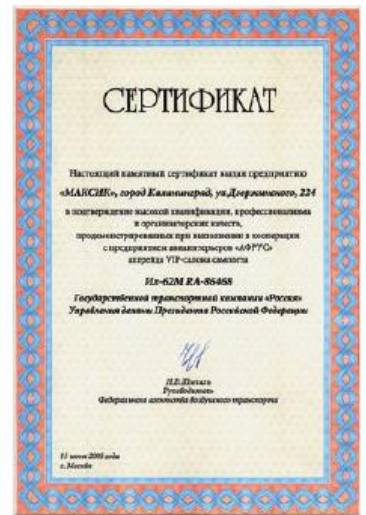 СЕРТИФИКАТ
Настоящий памятный сертификат выдан предприятию
«МАКСИК», город Калининград, ул.Дзержинского, 224
в подтверждение высокой квалификации, профессионализма
и организаторских качеств,
продемонстрированных при выполнении в кооперации
с предприятием авиаинтерьеров «АФРУС»
апгрейда VIP-салона самолета
Ил-62М RA-86468
Государственной транспортной компании «Россия»
Управления делами Президента Российской Федерации
Руководитель
Федерального агентства воздушного транспорта
г. Москва